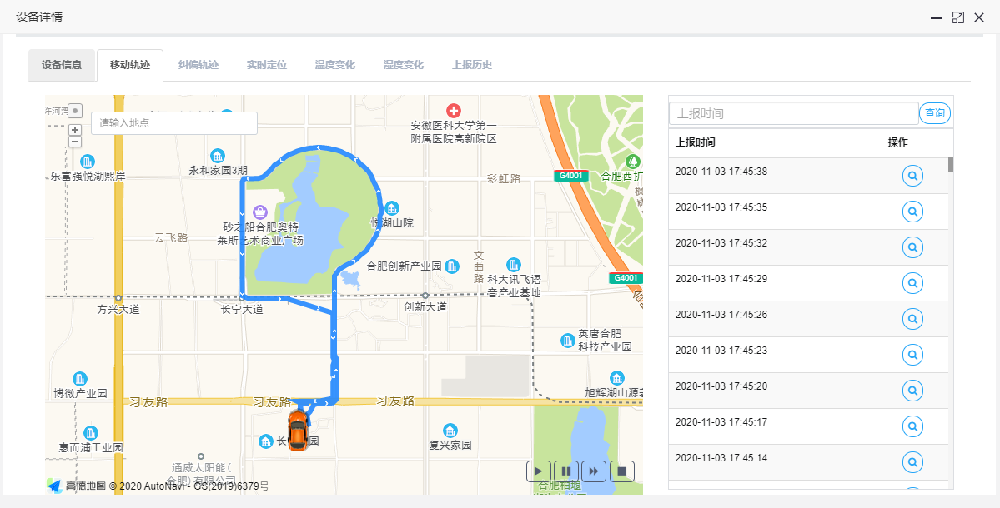 设备详情
设备信息
移动轨迹
纠偏轨迹
实时定位
温度变化
湿度变化
上报历史
请输入地点
安徽医科大学第一
附属医院高新院区
乐富强悦湖熙岸
永和家园3期
彩虹路
G4001
合肥西扩
砂之船合肥奥特
莱斯艺术商业广场
悦湖山院
云飞路
合肥创新产业园
文曲路
科大讯飞语
音产业基地
G4001
方兴大道
长宁大道
创新大道
英唐合肥
科技产业园
博微产业园
旭辉湖山源著
习友路
习友路
习友路
惠而浦工业园
复兴家园
通威太阳能(
合肥)有限公司
合肥柏堰
高德地图 © 2020 AutoNavi - GS(2019)6379号
上报时间
查询
上报时间
操作
2020-11-03 17:45:38
2020-11-03 17:45:35
2020-11-03 17:45:32
2020-11-03 17:45:29
2020-11-03 17:45:26
2020-11-03 17:45:23
2020-11-03 17:45:20
2020-11-03 17:45:17
2020-11-03 17:45:14